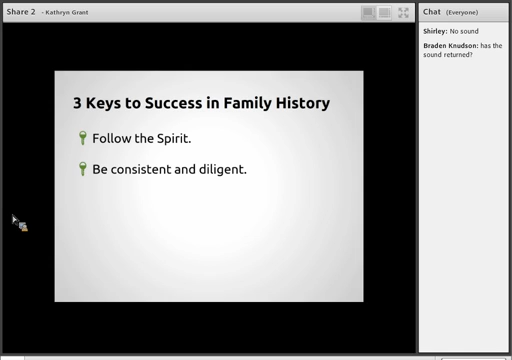 Share 2 - Kathryn Grant
3 Keys to Success in Family History
Follow the Spirit.
Be consistent and diligent.
Chat (Everyone)
Shirley: No sound
Braden Knudson: has the
sound returned?